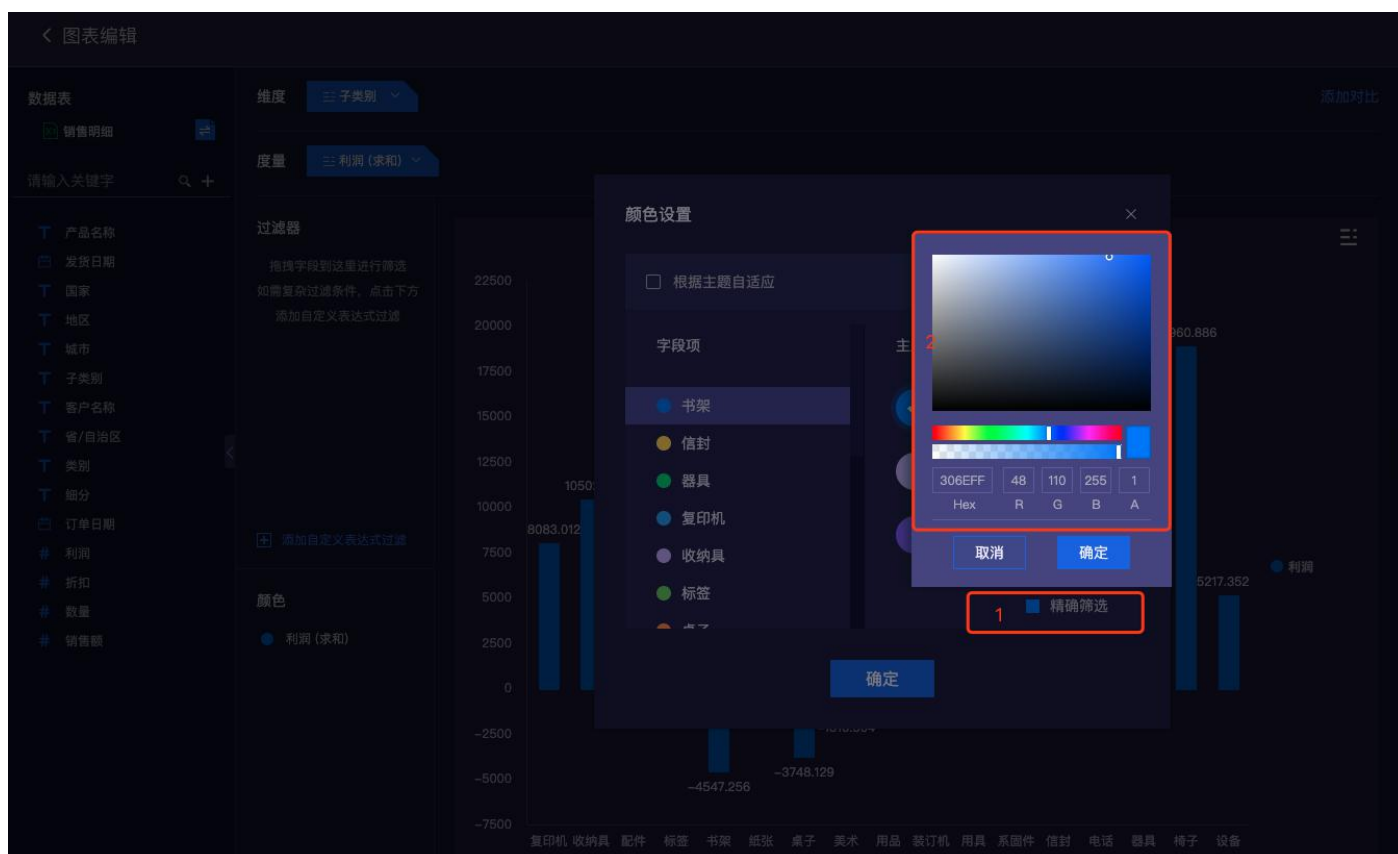 图表编辑
数据表
销售明细
请输入关键字
产品名称
发货日期
国家
地区
城市
子类别
客户名称
省/自治区
类别
细分
订单日期
利润
折扣
数量
销售额
维度
子类别
添加对比
度量
利润 (求和)
过滤器
拖拽字段到这里进行筛选
如需复杂过滤条件，点击下方
添加自定义表达式过滤
添加自定义表达式过滤
颜色
利润 (求和)
颜色设置
根据主题自适应
字段项
主
书架
信封
器具
复印机
收纳具
标签
2
306EFF 48 110 255 1
Hex R G B A
取消 确定
1
精确筛选
确定
22500
20000
17500
15000
12500
10000
7500
5000
2500
0
-2500
-5000
-7500
8083.012
1050
960.886
5217.352
-4547.256
-3748.129
利润
复印机 收纳具 配件 标签 书架 纸张 桌子 美术 用品 装订机 用具 系固件 信封 电话 器具 椅子 设备